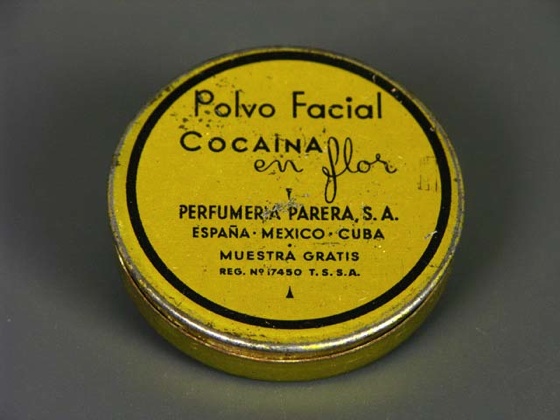 Polvo Facial
COCAINA
en flor
PERFUMERIA PARERA, S. A.
ESPAÑA · MEXICO · CUBA
MUESTRA GRATIS
REG. Nº 17450 T. S. S. A.